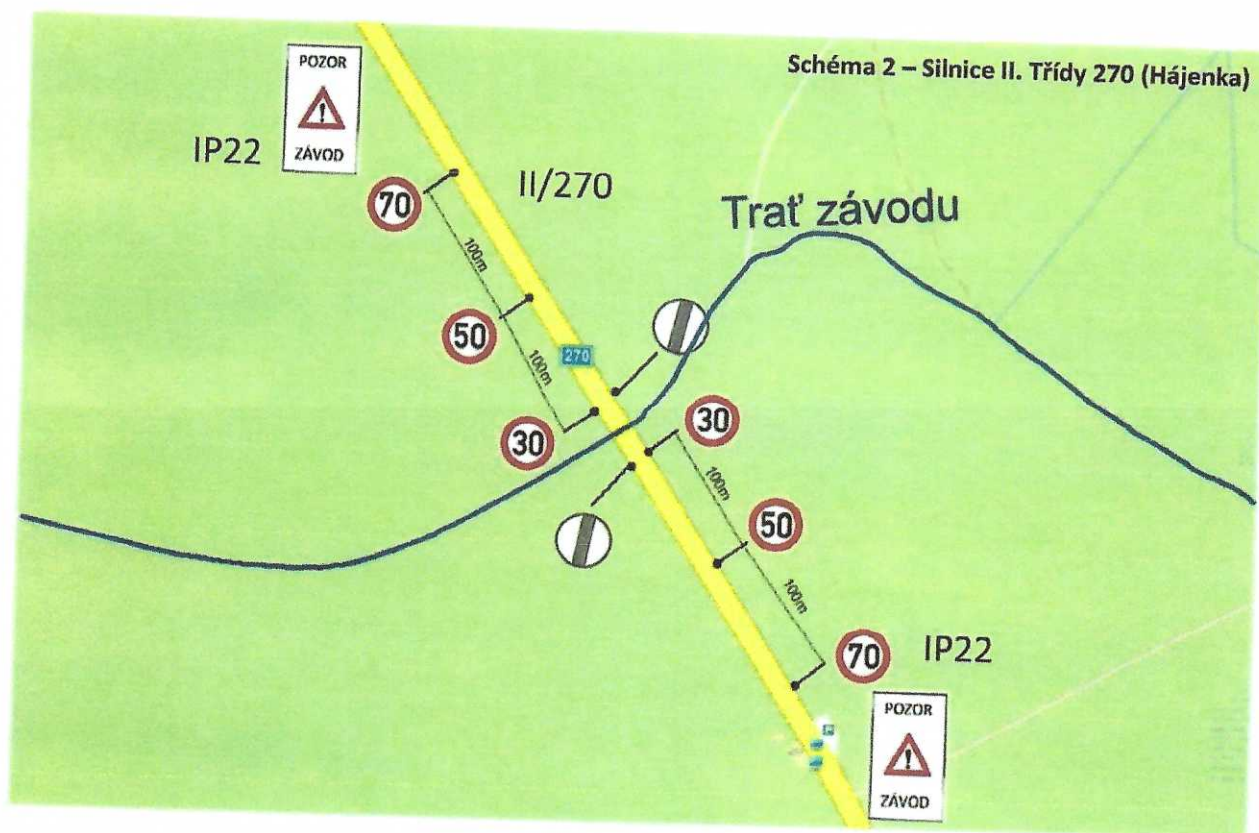 Schéma 2 – Silnice II. Třídy 270 (Hájenka)
POZOR
ZÁVOD
IP22
70
II/270
Trať závodu
100m
50
270
100m
30
30
100m
50
100m
70
IP22
POZOR
ZÁVOD